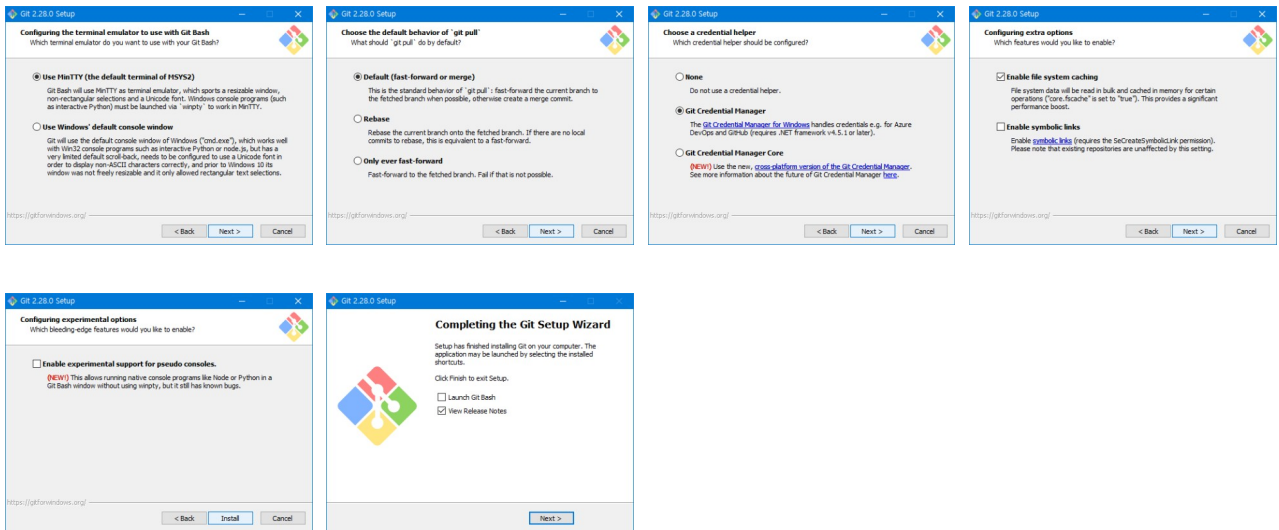 Git 2.28.0 Setup
Configuring the terminal emulator to use with Git Bash
Which terminal emulator do you want to use with your Git Bash?
Use MinTTY (the default terminal of MSYS2)
Git Bash will use MinTTY as terminal emulator, which sports a resizable window,
non-rectangular selections and a Unicode font. Windows console programs (such
as interactive Python) must be launched via `winpty` to work in MinTTY.
Use Windows' default console window
Git will use the default console window of Windows ("cmd.exe"), which works well
with Win32 console programs such as interactive Python or node.js, but has a
very limited default scroll-back, needs to be configured to use a Unicode font in
order to display non-ASCII characters correctly, and prior to Windows 10 its
window was not freely resizable and it only allowed rectangular text selections.
https://gitforwindows.org/
< Back
Next >
Cancel
Git 2.28.0 Setup
Choose the default behavior of `git pull`
What should `git pull` do by default?
Default (fast-forward or merge)
This is the standard behavior of `git pull`: fast-forward the current branch to
the fetched branch when possible, otherwise create a merge commit.
Rebase
Rebase the current branch onto the fetched branch. If there are no local
commits to rebase, this is equivalent to a fast-forward.
Only ever fast-forward
Fast-forward to the fetched branch. Fail if that is not possible.
https://gitforwindows.org/
< Back
Next >
Cancel
Git 2.28.0 Setup
Choose a credential helper
Which credential helper should be configured?
None
Do not use a credential helper.
Git Credential Manager
The Git Credential Manager for Windows handles credentials e.g. for Azure
DevOps and GitHub (requires .NET framework v4.5.1 or later).
Git Credential Manager Core
(NEW!) Use the new, cross-platform version of the Git Credential Manager.
See more information about the future of Git Credential Manager here.
https://gitforwindows.org/
< Back
Next >
Cancel
Git 2.28.0 Setup
Configuring extra options
Which features would you like to enable?
Enable file system caching
File system data will be read in bulk and cached in memory for certain
operations ("core.fscache" is set to "true"). This provides a significant
performance boost.
Enable symbolic links
Enable symbolic links (requires the SeCreateSymbolicLink permission).
Please note that existing repositories are unaffected by this setting.
https://gitforwindows.org/
< Back
Next >
Cancel
Git 2.28.0 Setup
Configuring experimental options
Which bleeding-edge features would you like to enable?
Enable experimental support for pseudo consoles.
(NEW!) This allows running native console programs like Node or Python in a
Git Bash window without using winpty, but it still has known bugs.
https://gitforwindows.org/
< Back
Install
Cancel
Git 2.28.0 Setup
Completing the Git Setup Wizard
Setup has finished installing Git on your computer. The
application may be launched by selecting the installed
shortcuts.
Click Finish to exit Setup.
Launch Git Bash
View Release Notes
Next >